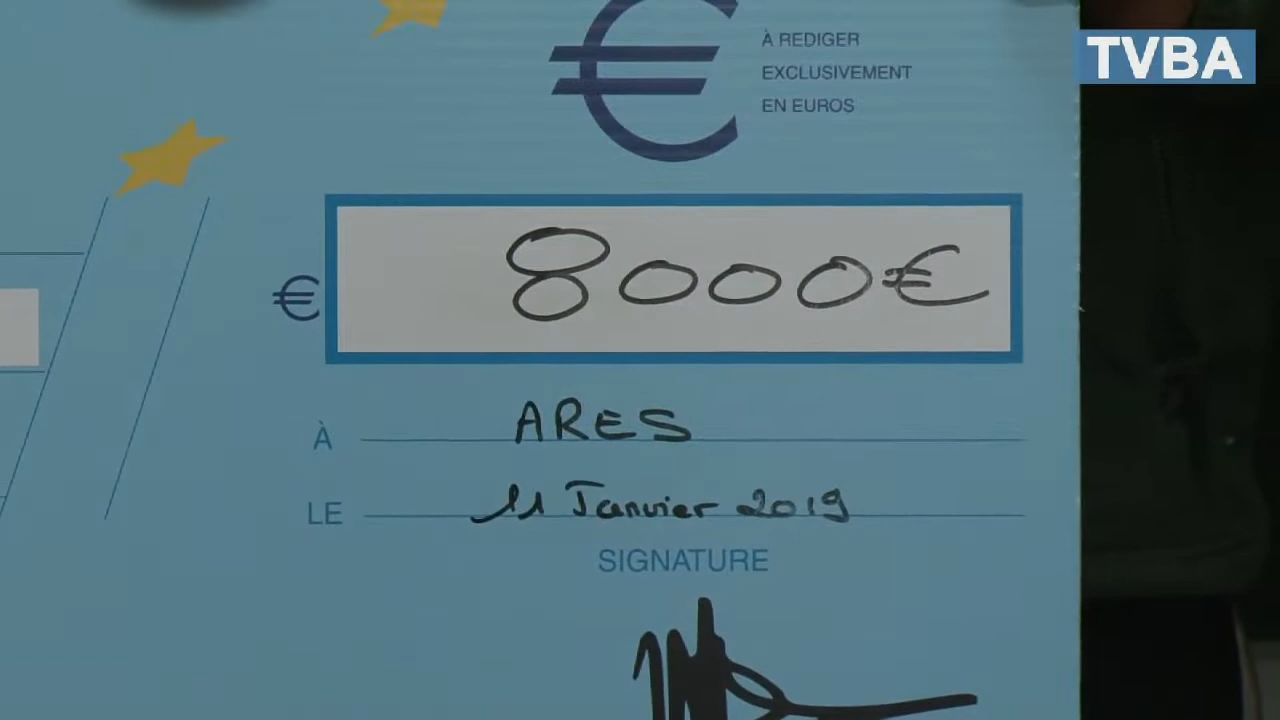 TVBA
€
À REDIGER
EXCLUSIVEMENT
EN EUROS
€ 8000€
À ARES
LE 11 Janvier 2019
SIGNATURE